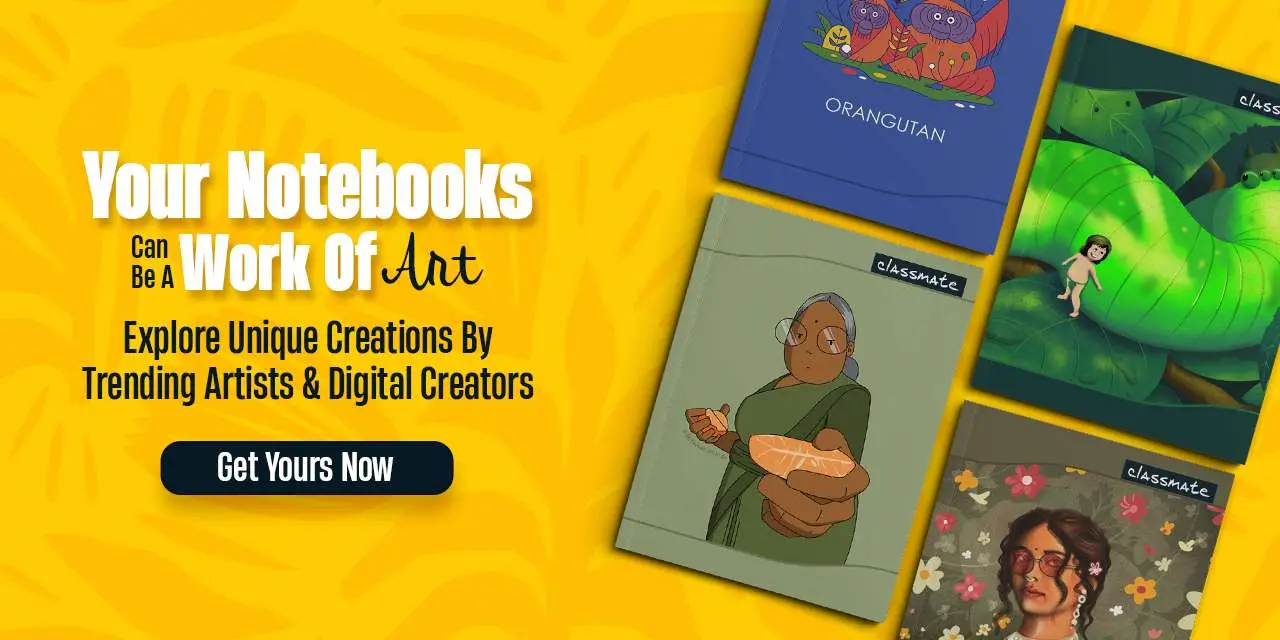 Your Notebooks
Can
Be A
Work Of Art
Explore Unique Creations By
Trending Artists & Digital Creators
Get Yours Now
ORANGUTAN
classmate
classmate